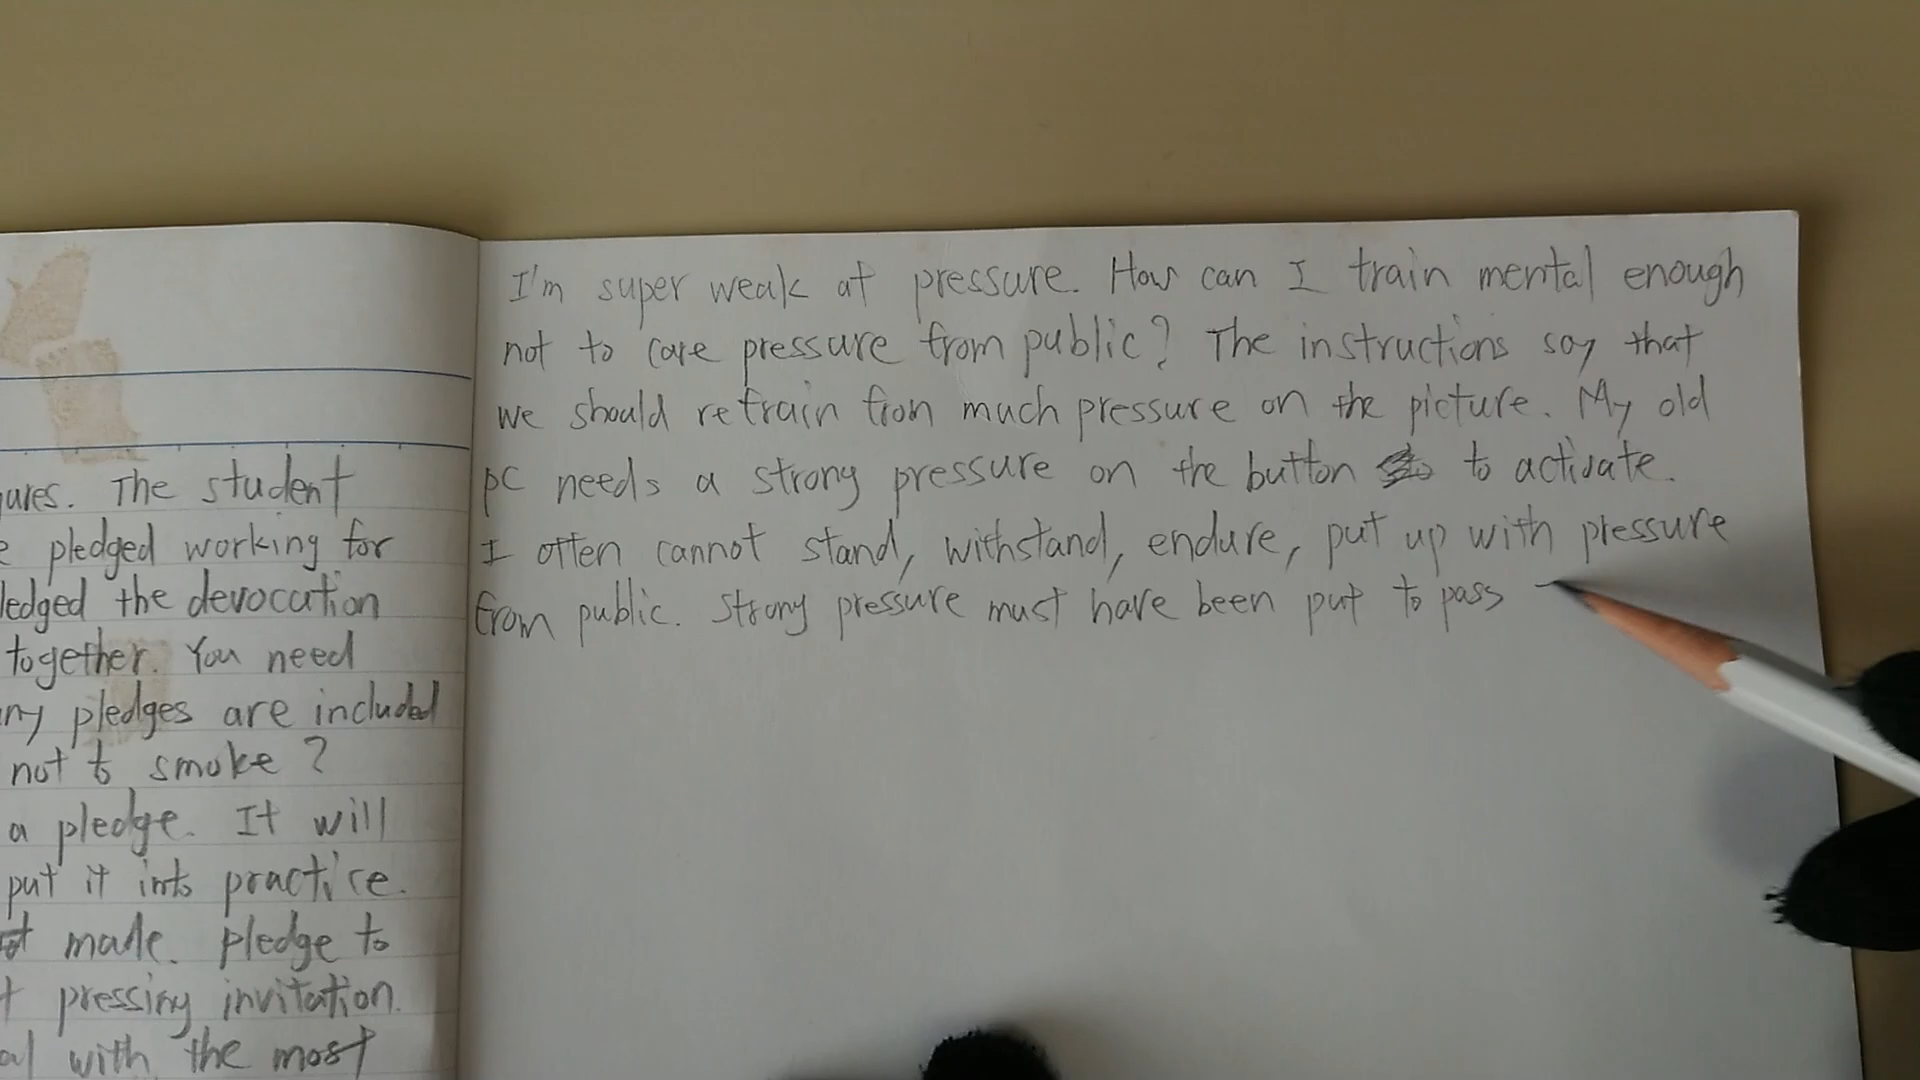 ures. The student
pledged working for
ledged the devocation
together. You need
ny pledges are included
not to smoke?
a pledge. It will
put it into practice.
made. pledge to
pressing invitation.
with the most
I'm super weak at pressure. How can I train mental enough
not to care pressure from public? The instructions say that
we should refrain from much pressure on the picture. My old
pc needs a strong pressure on the button to activate.
I often cannot stand, withstand, endure, put up with pressure
from public. Strong pressure must have been put to pass